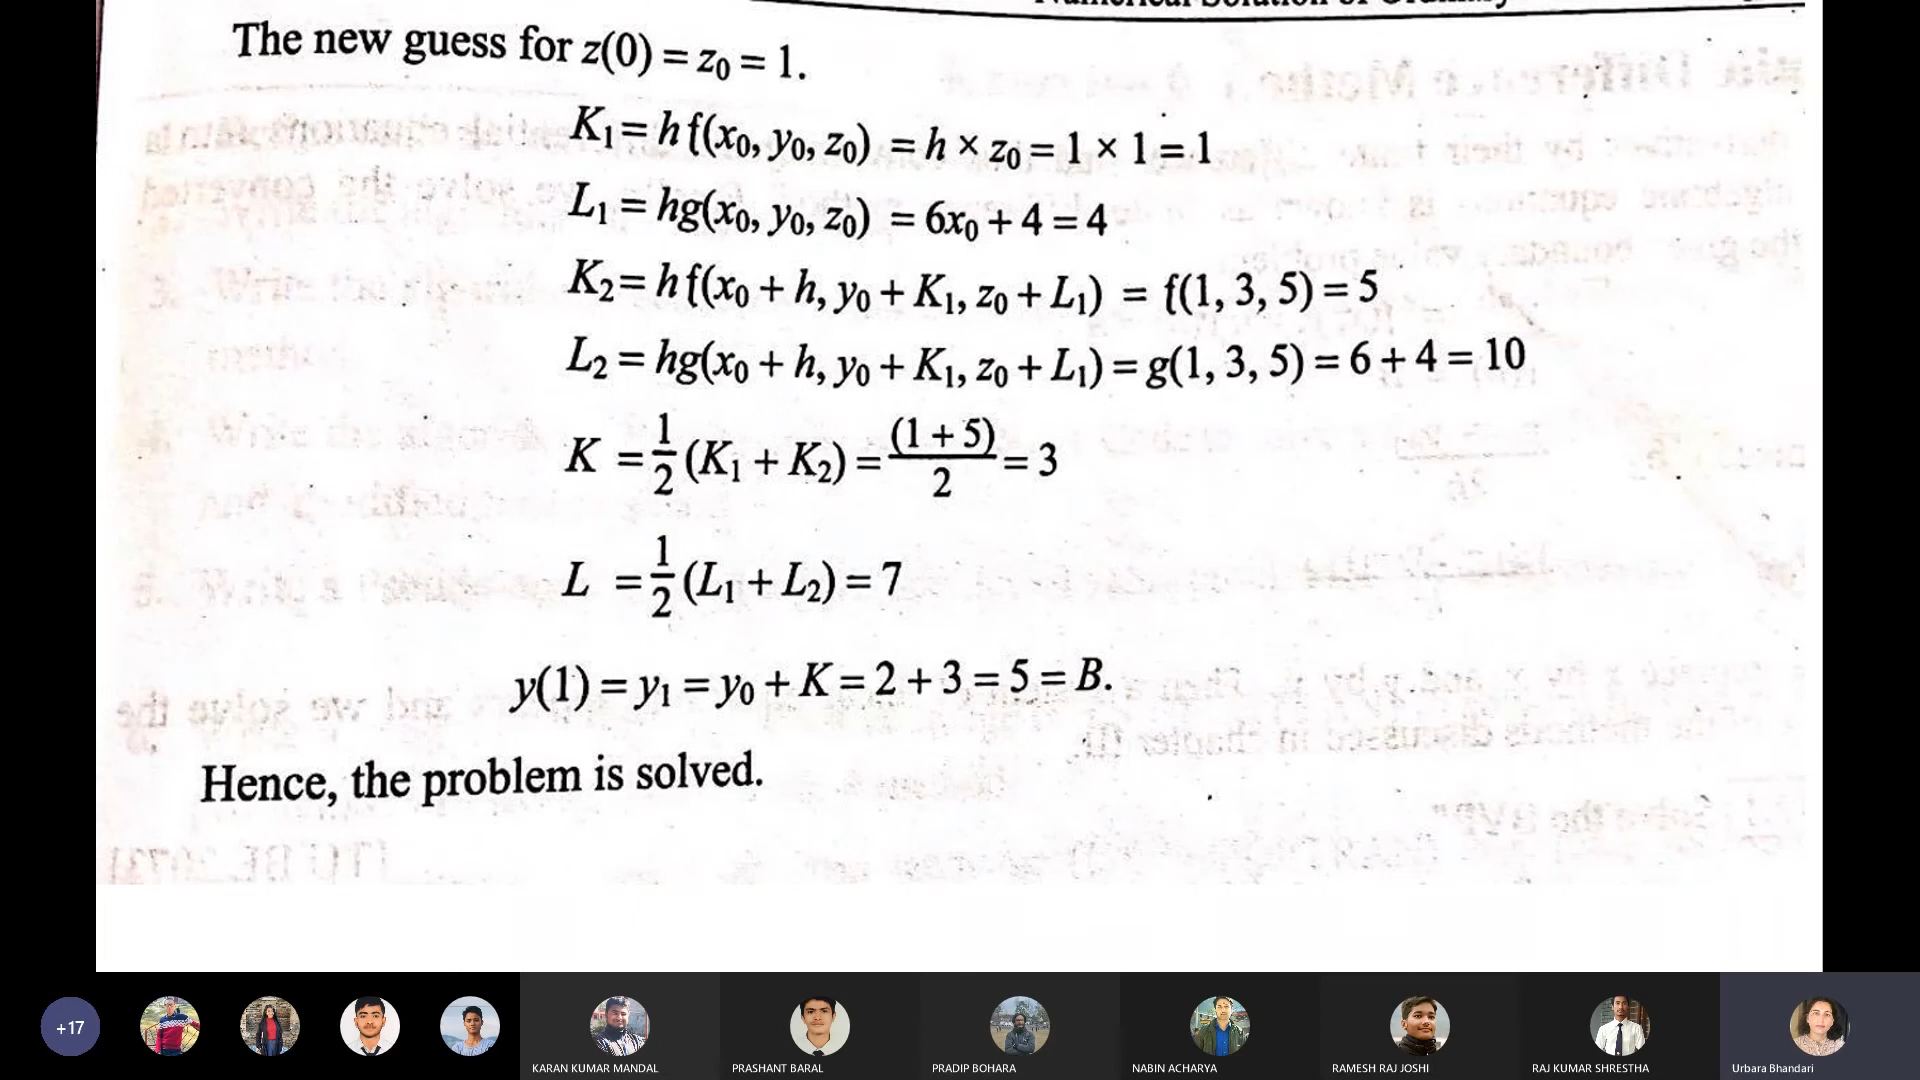 Numerical Solution of Ordinary
The new guess for z(0) = z₀ = 1.
K₁ = h f(x₀, y₀, z₀) = h × z₀ = 1 × 1 = 1
L₁ = hg(x₀, y₀, z₀) = 6x₀ + 4 = 4
K₂ = h f(x₀ + h, y₀ + K₁, z₀ + L₁) = f(1, 3, 5) = 5
L₂ = hg(x₀ + h, y₀ + K₁, z₀ + L₁) = g(1, 3, 5) = 6 + 4 = 10
K = 1/2 (K₁ + K₂) = (1 + 5)/2 = 3
L = 1/2 (L₁ + L₂) = 7
y(1) = y₁ = y₀ + K = 2 + 3 = 5 = B.
Hence, the problem is solved.
+17
KARAN KUMAR MANDAL
PRASHANT BARAL
PRADIP BOHARA
NABIN ACHARYA
RAMESH RAJ JOSHI
RAJ KUMAR SHRESTHA
Urbara Bhandari